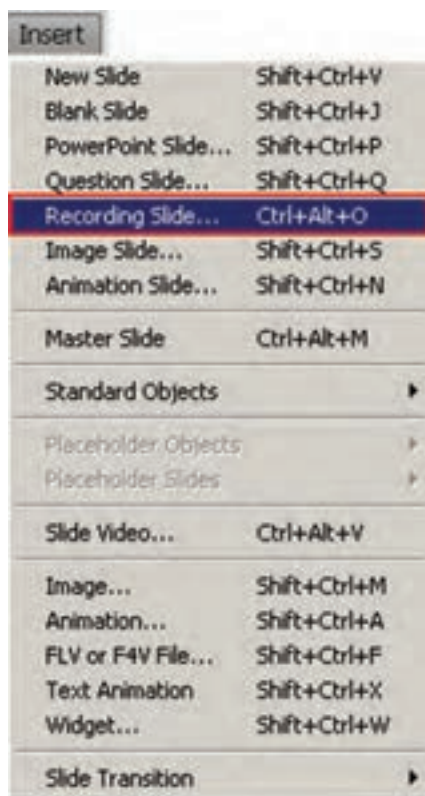 Insert
New Slide Shift+Ctrl+V
Blank Slide Shift+Ctrl+J
PowerPoint Slide... Shift+Ctrl+P
Question Slide... Shift+Ctrl+Q
Recording Slide... Ctrl+Alt+O
Image Slide... Shift+Ctrl+S
Animation Slide... Shift+Ctrl+N
Master Slide Ctrl+Alt+M
Standard Objects
Placeholder Objects
Placeholder Slides
Slide Video... Ctrl+Alt+V
Image... Shift+Ctrl+M
Animation... Shift+Ctrl+A
FLV or F4V File... Shift+Ctrl+F
Text Animation Shift+Ctrl+X
Widget... Shift+Ctrl+W
Slide Transition